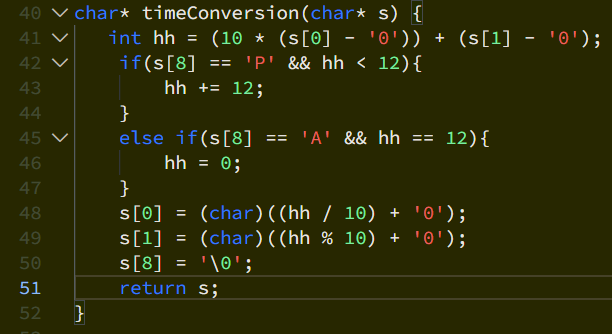 40 char* timeConversion(char* s) {
41 int hh = (10 * (s[0] - '0')) + (s[1] - '0');
42 if(s[8] == 'P' && hh < 12){
43 hh += 12;
44 }
45 else if(s[8] == 'A' && hh == 12){
46 hh = 0;
47 }
48 s[0] = (char)((hh / 10) + '0');
49 s[1] = (char)((hh % 10) + '0');
50 s[8] = '\0';
51 return s;
52 }